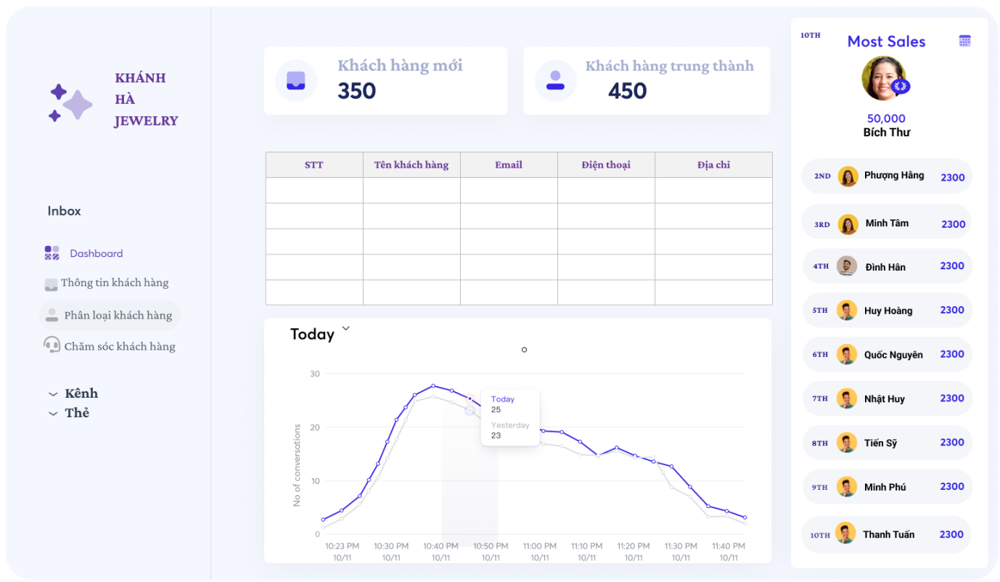 KHÁNH
HÀ
JEWELRY
Inbox
Dashboard
Thông tin khách hàng
Phân loại khách hàng
Chăm sóc khách hàng
Kênh
Thẻ
Khách hàng mới
350
Khách hàng trung thành
450
STT Tên khách hàng Email Điện thoại Địa chỉ
Today
No of conversations
30
20
10
0
Today
25
Yesterday
23
10:23 PM 10:30 PM 10:40 PM 10:50 PM 11:00 PM 11:10 PM 11:20 PM 11:30 PM 11:40 PM
10/11 10/11 10/11 10/11 10/11 10/11 10/11 10/11 10/11
10TH
Most Sales
50,000
Bích Thư
2ND Phượng Hằng 2300
3RD Minh Tâm 2300
4TH Đình Hân 2300
5TH Huy Hoàng 2300
6TH Quốc Nguyên 2300
7TH Nhật Huy 2300
8TH Tiến Sỹ 2300
9TH Minh Phú 2300
10TH Thanh Tuấn 2300